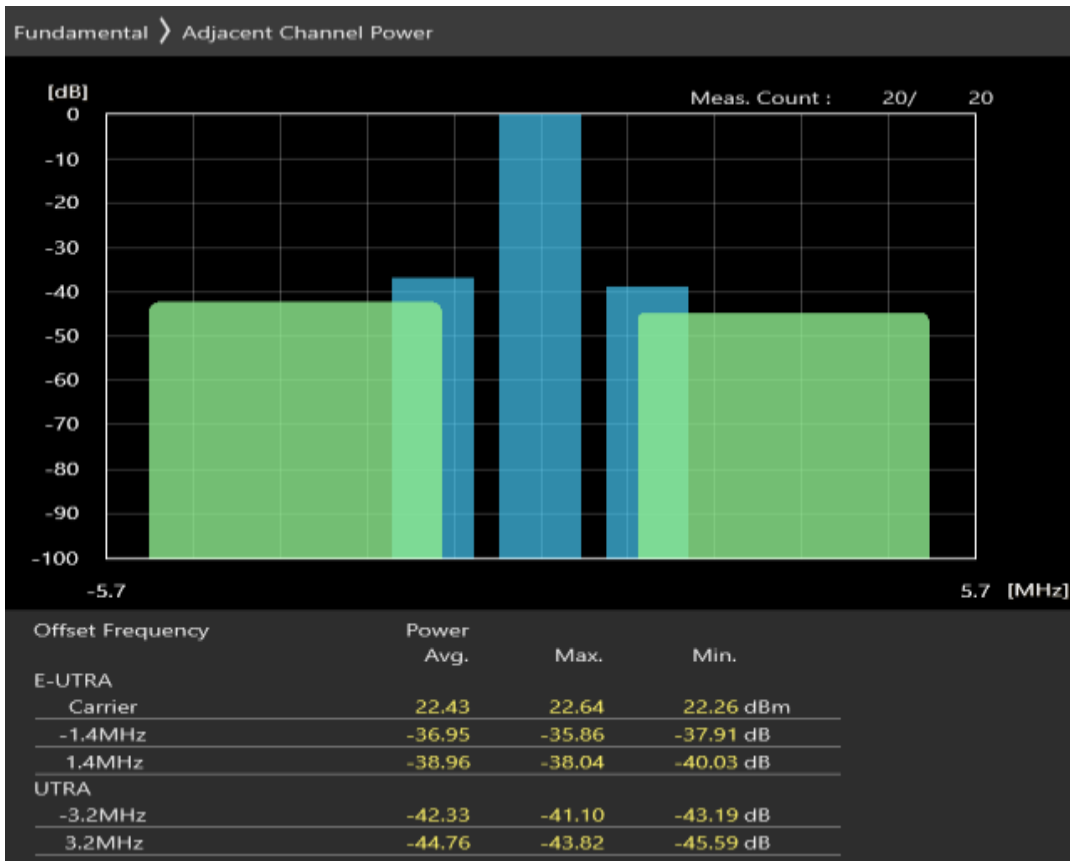 Fundamental 〉 Adjacent Channel Power
[dB]
Meas. Count : 20/ 20
0
-10
-20
-30
-40
-50
-60
-70
-80
-90
-100
-5.7 5.7 [MHz]
Offset Frequency Power
Avg. Max. Min.
E-UTRA
Carrier 22.43 22.64 22.26 dBm
-1.4MHz -36.95 -35.86 -37.91 dB
1.4MHz -38.96 -38.04 -40.03 dB
UTRA
-3.2MHz -42.33 -41.10 -43.19 dB
3.2MHz -44.76 -43.82 -45.59 dB